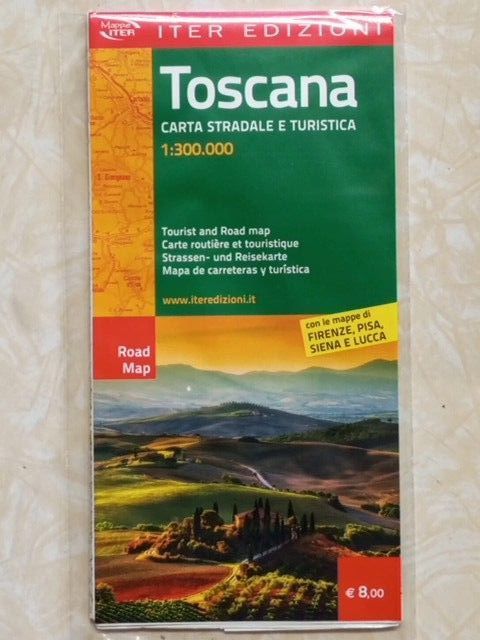 Mappe
ITER
ITER EDIZIONI
Toscana
CARTA STRADALE E TURISTICA
1:300.000
Tourist and Road map
Carte routière et touristique
Strassen- und Reisekarte
Mapa de carreteras y turística
www.iteredizioni.it
con le mappe di
FIRENZE, PISA,
SIENA E LUCCA
Road
Map
€ 8,00